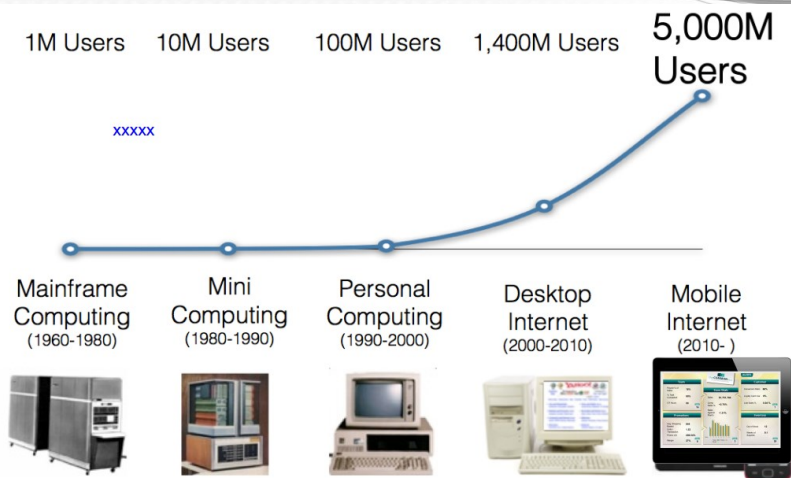 1M Users
10M Users
100M Users
1,400M Users
5,000M
Users
xxxxx
Mainframe
Computing
(1960-1980)
Mini
Computing
(1980-1990)
Personal
Computing
(1990-2000)
Desktop
Internet
(2000-2010)
Mobile
Internet
(2010- )
YAHOO!